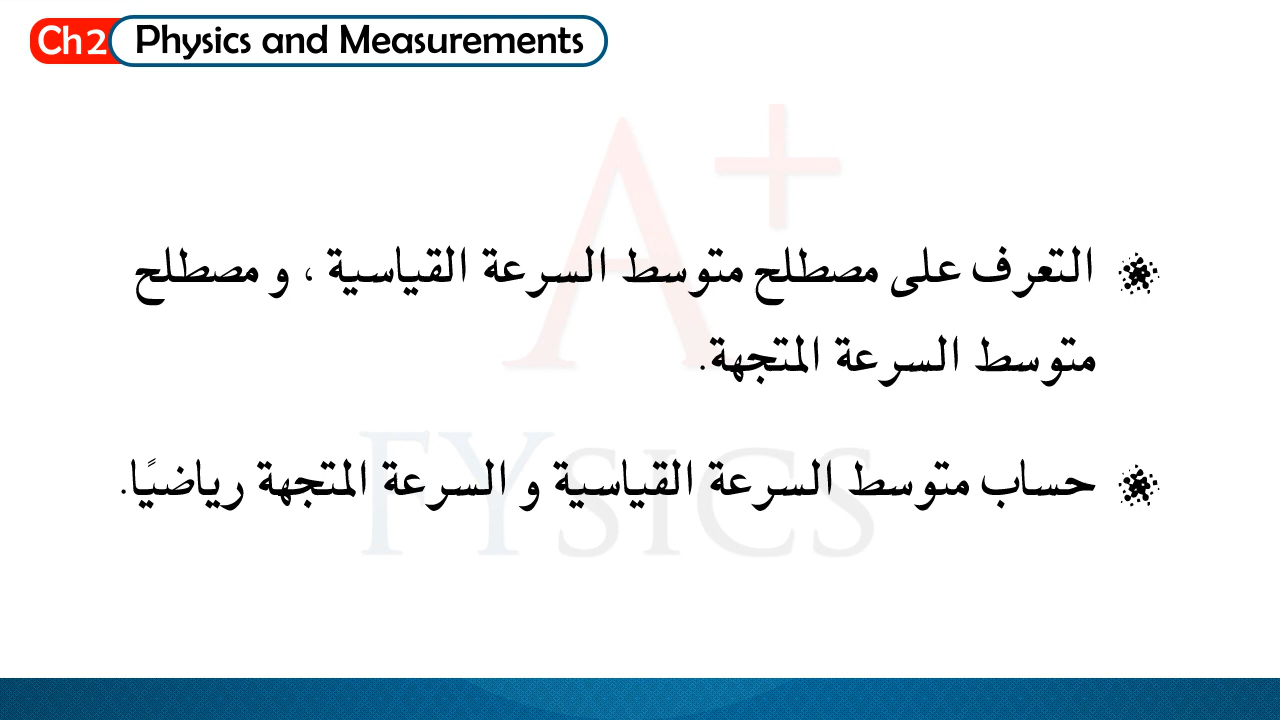 Ch2 Physics and Measurements
A+
التعرف على مصطلح متوسط السرعة القياسية ، و مصطلح
متوسط السرعة المتجهة.
حساب متوسط السرعة القياسية و السرعة المتجهة رياضيًا.
FYSICS